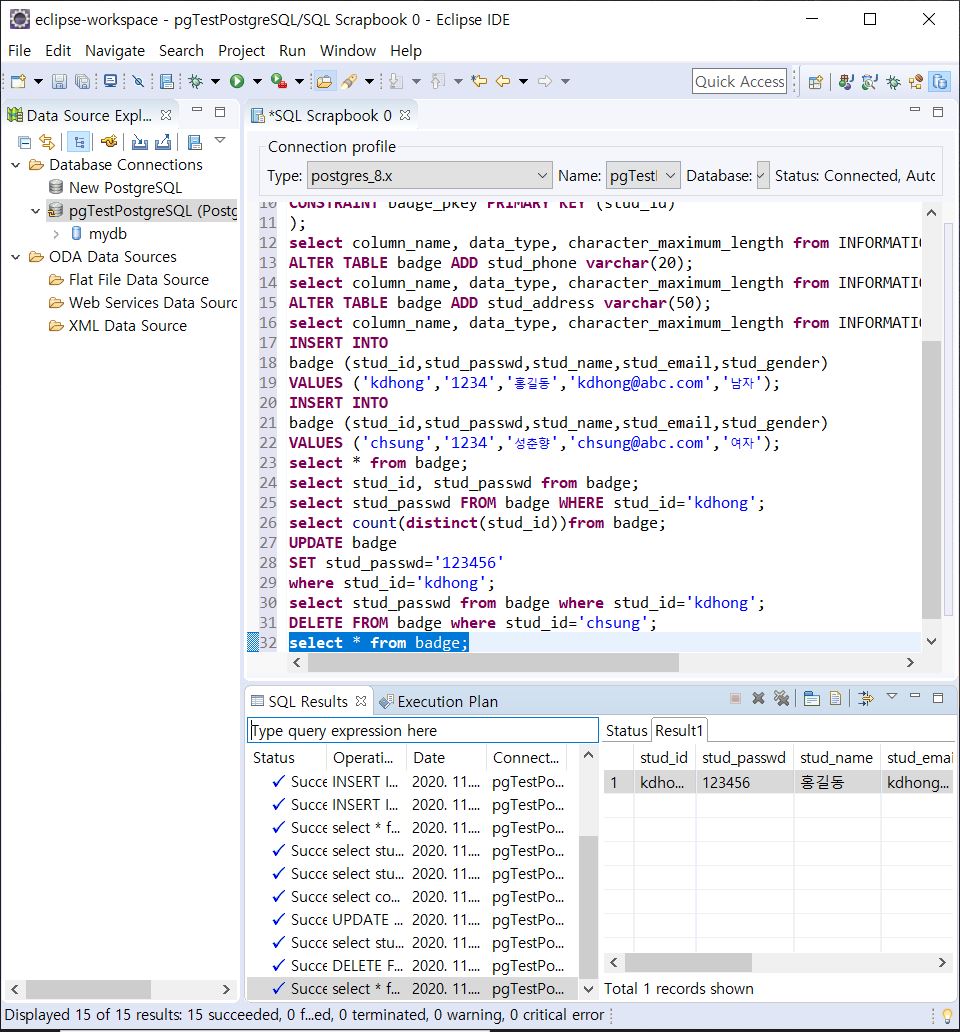 eclipse-workspace - pgTestPostgreSQL/SQL Scrapbook 0 - Eclipse IDE
File Edit Navigate Search Project Run Window Help
Quick Access
Data Source Expl...
Database Connections
New PostgreSQL
pgTestPostgreSQL (Postg
mydb
ODA Data Sources
Flat File Data Source
Web Services Data Sourc
XML Data Source
*SQL Scrapbook 0
Connection profile
Type: postgres_8.x Name: pgTest Database: Status: Connected, Auto
10 CONSTRAINT badge_pkey PRIMARY KEY (stud_id)
11 );
12 select column_name, data_type, character_maximum_length from INFORMATIO
13 ALTER TABLE badge ADD stud_phone varchar(20);
14 select column_name, data_type, character_maximum_length from INFORMATIO
15 ALTER TABLE badge ADD stud_address varchar(50);
16 select column_name, data_type, character_maximum_length from INFORMATIO
17 INSERT INTO
18 badge (stud_id,stud_passwd,stud_name,stud_email,stud_gender)
19 VALUES ('kdhong','1234','홍길동','kdhong@abc.com','남자');
20 INSERT INTO
21 badge (stud_id,stud_passwd,stud_name,stud_email,stud_gender)
22 VALUES ('chsung','1234','성춘향','chsung@abc.com','여자');
23 select * from badge;
24 select stud_id, stud_passwd from badge;
25 select stud_passwd FROM badge WHERE stud_id='kdhong';
26 select count(distinct(stud_id))from badge;
27 UPDATE badge
28 SET stud_passwd='123456'
29 where stud_id='kdhong';
30 select stud_passwd from badge where stud_id='kdhong';
31 DELETE FROM badge where stud_id='chsung';
32 select * from badge;
SQL Results Execution Plan
Type query expression here
Status Operati... Date Connect...
Succe INSERT I... 2020. 11.... pgTestPo...
Succe INSERT I... 2020. 11.... pgTestPo...
Succe select * f... 2020. 11.... pgTestPo...
Succe select stu... 2020. 11.... pgTestPo...
Succe select stu... 2020. 11.... pgTestPo...
Succe select co... 2020. 11.... pgTestPo...
Succe UPDATE ... 2020. 11.... pgTestPo...
Succe select stu... 2020. 11.... pgTestPo...
Succe DELETE F... 2020. 11.... pgTestPo...
Succe select * f... 2020. 11.... pgTestPo...
Status Result1
stud_id stud_passwd stud_name stud_emai
1 kdho... 123456 홍길동 kdhong...
Total 1 records shown
Displayed 15 of 15 results: 15 succeeded, 0 f...ed, 0 terminated, 0 warning, 0 critical error